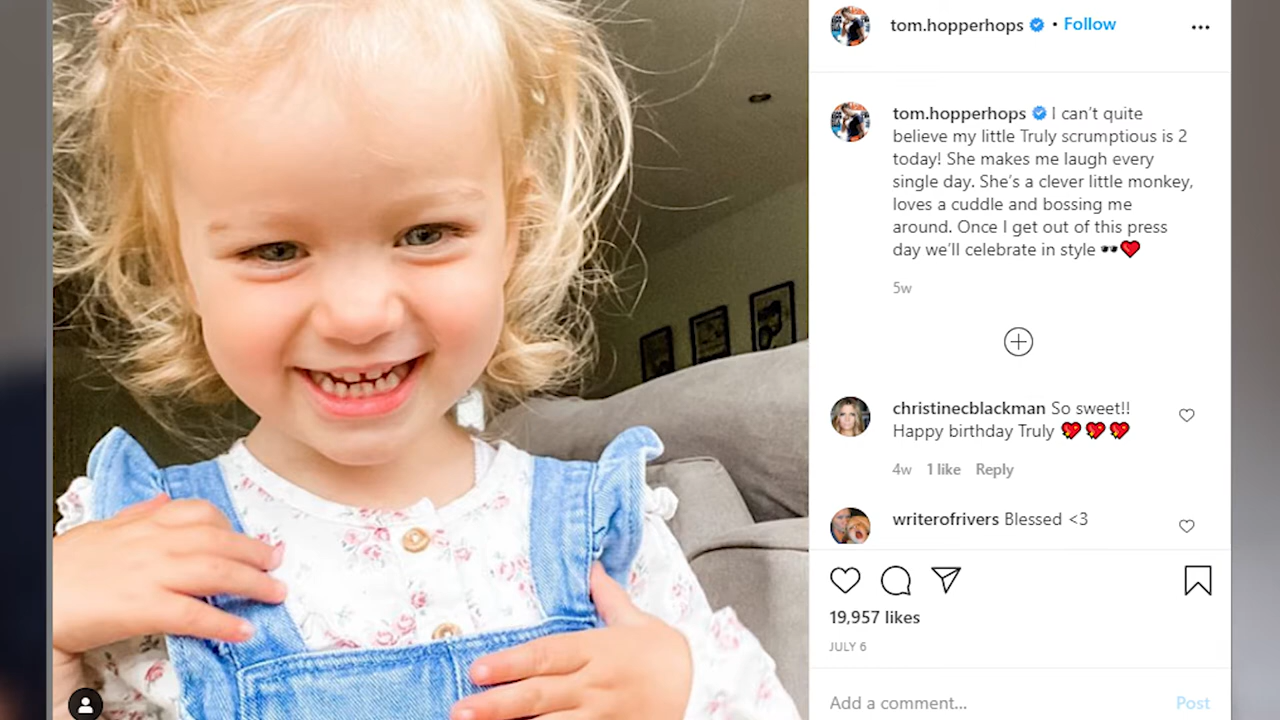 tom.hopperhops • Follow
tom.hopperhops I can't quite
believe my little Truly scrumptious is 2
today! She makes me laugh every
single day. She's a clever little monkey,
loves a cuddle and bossing me
around. Once I get out of this press
day we'll celebrate in style 🕶️❤️
5w
christinecblackman So sweet!!
Happy birthday Truly 💖💖💖
4w 1 like Reply
writerofrivers Blessed <3
19,957 likes
JULY 6
Add a comment... Post